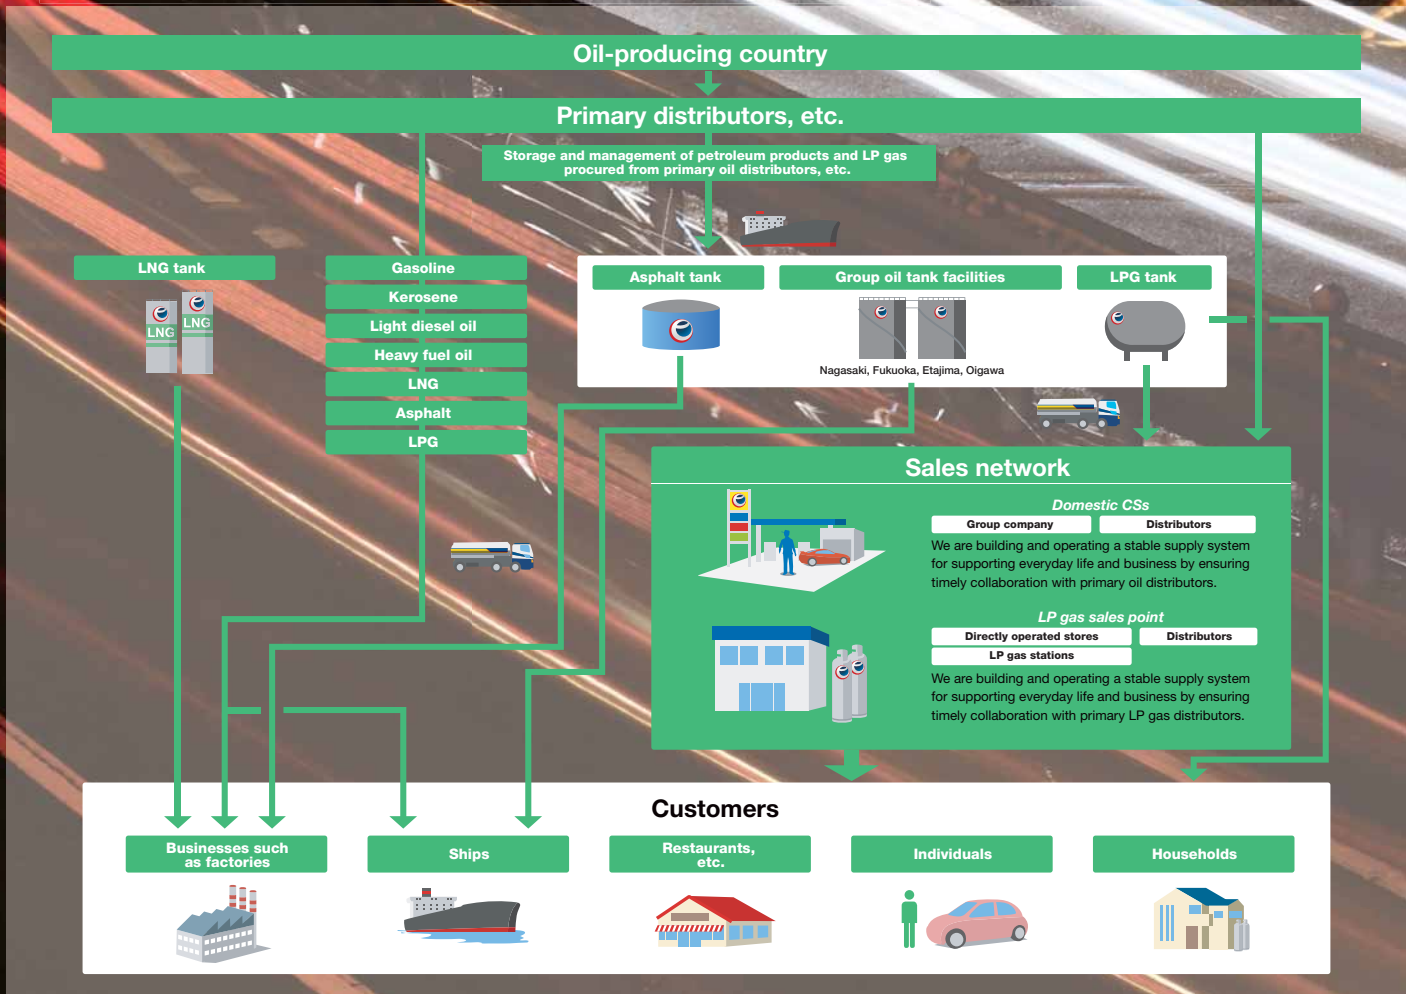 Oil-producing country
Primary distributors, etc.
Storage and management of petroleum products and LP gas
procured from primary oil distributors, etc.
LNG tank
LNG
LNG
Gasoline
Kerosene
Light diesel oil
Heavy fuel oil
LNG
Asphalt
LPG
Asphalt tank
Group oil tank facilities
LPG tank
Nagasaki, Fukuoka, Etajima, Oigawa
Sales network
Domestic CSs
Group company
Distributors
We are building and operating a stable supply system
for supporting everyday life and business by ensuring
timely collaboration with primary oil distributors.
LP gas sales point
Directly operated stores
Distributors
LP gas stations
We are building and operating a stable supply system
for supporting everyday life and business by ensuring
timely collaboration with primary LP gas distributors.
Customers
Businesses such
as factories
Ships
Restaurants,
etc.
Individuals
Households